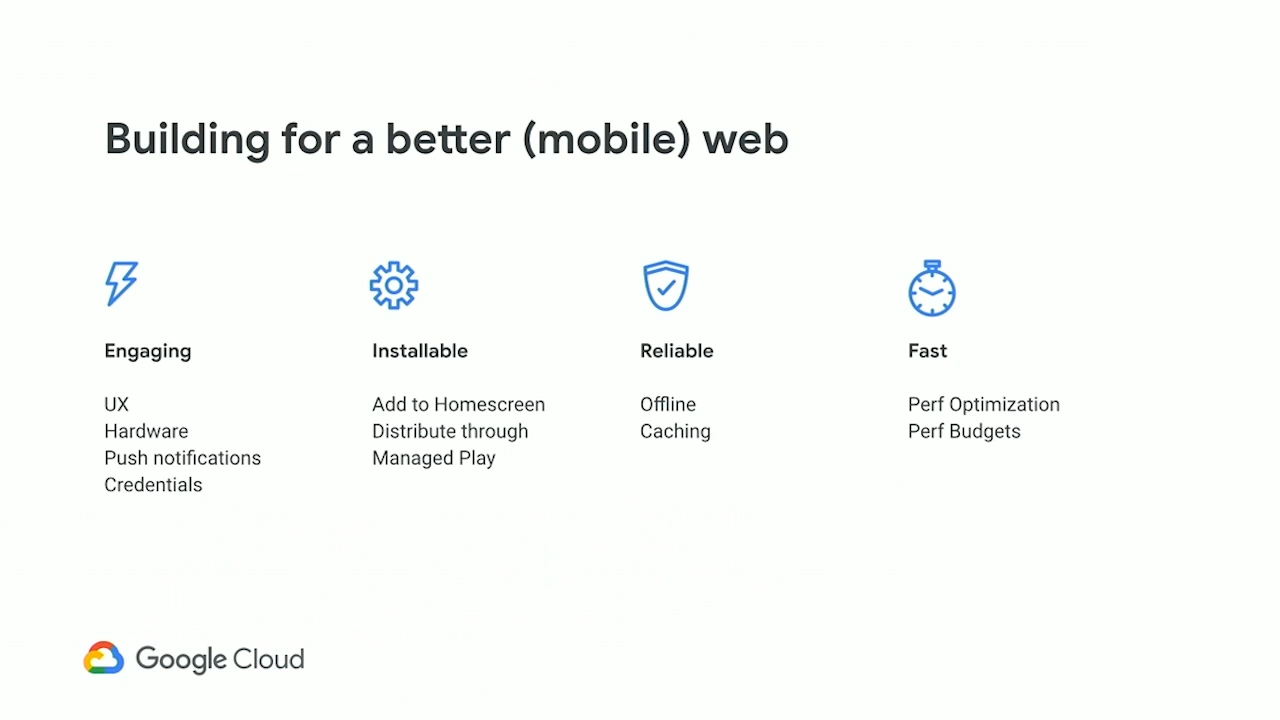 Building for a better (mobile) web
Engaging
UX
Hardware
Push notifications
Credentials
Installable
Add to Homescreen
Distribute through
Managed Play
Reliable
Offline
Caching
Fast
Perf Optimization
Perf Budgets
Google Cloud